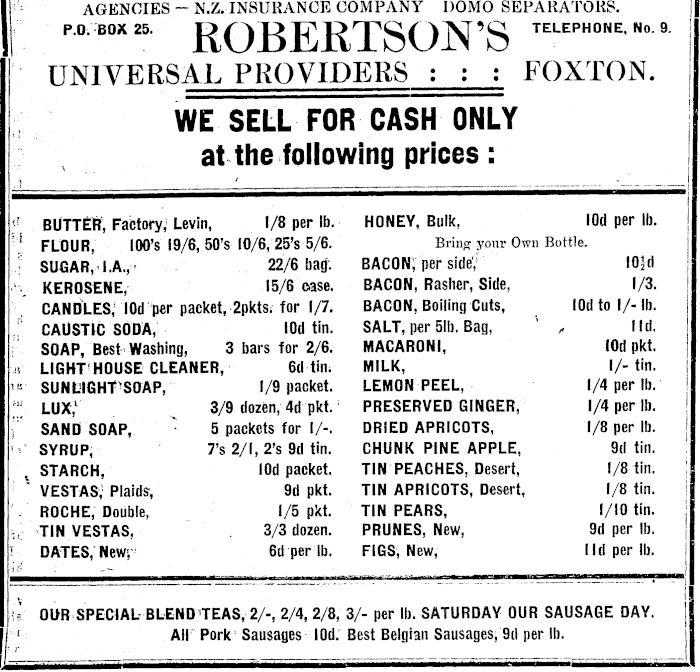 AGENCIES — N.Z. INSURANCE COMPANY DOMO SEPARATORS.
P.O. BOX 25. ROBERTSON'S TELEPHONE, No. 9.
UNIVERSAL PROVIDERS : : : FOXTON.
WE SELL FOR CASH ONLY
at the following prices :
BUTTER, Factory, Levin, 1/8 per lb.
FLOUR, 100's 19/6, 50's 10/6, 25's 5/6.
SUGAR, I.A., 22/6 bag.
KEROSENE, 15/6 case.
CANDLES, 10d per packet, 2pkts. for 1/7.
CAUSTIC SODA, 10d tin.
SOAP, Best Washing, 3 bars for 2/6.
LIGHT HOUSE CLEANER, 6d tin.
SUNLIGHT SOAP, 1/9 packet.
LUX, 3/9 dozen, 4d pkt.
SAND SOAP, 5 packets for 1/-.
SYRUP, 7's 2/1, 2's 9d tin.
STARCH, 10d packet.
VESTAS, Plaids, 9d pkt.
ROCHE, Double, 1/5 pkt.
TIN VESTAS, 3/3 dozen.
DATES, New, 6d per lb.
HONEY, Bulk, 10d per lb.
Bring your Own Bottle.
BACON, per side, 10½d
BACON, Rasher, Side, 1/3.
BACON, Boiling Cuts, 10d to 1/- lb.
SALT, per 5lb. Bag, 11d.
MACARONI, 10d pkt.
MILK, 1/- tin.
LEMON PEEL, 1/4 per lb.
PRESERVED GINGER, 1/4 per lb.
DRIED APRICOTS, 1/8 per lb.
CHUNK PINE APPLE, 9d tin.
TIN PEACHES, Desert, 1/8 tin.
TIN APRICOTS, Desert, 1/8 tin.
TIN PEARS, 1/10 tin.
PRUNES, New, 9d per lb.
FIGS, New, 11d per lb.
OUR SPECIAL BLEND TEAS, 2/-, 2/4, 2/8, 3/- per lb. SATURDAY OUR SAUSAGE DAY.
All Pork Sausages 10d. Best Belgian Sausages, 9d per lb.